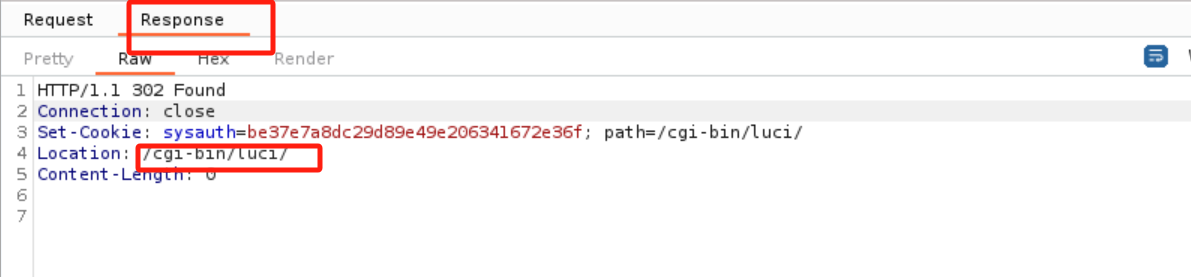 Request Response
Pretty Raw Hex Render
1 HTTP/1.1 302 Found
2 Connection: close
3 Set-Cookie: sysauth=be37e7a8dc29d89e49e206341672e36f; path=/cgi-bin/luci/
4 Location: /cgi-bin/luci/
5 Content-Length: 0
6
7